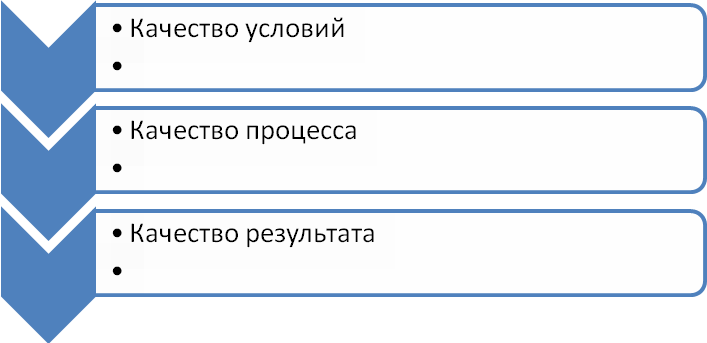 • Качество условий
•
• Качество процесса
•
• Качество результата
•